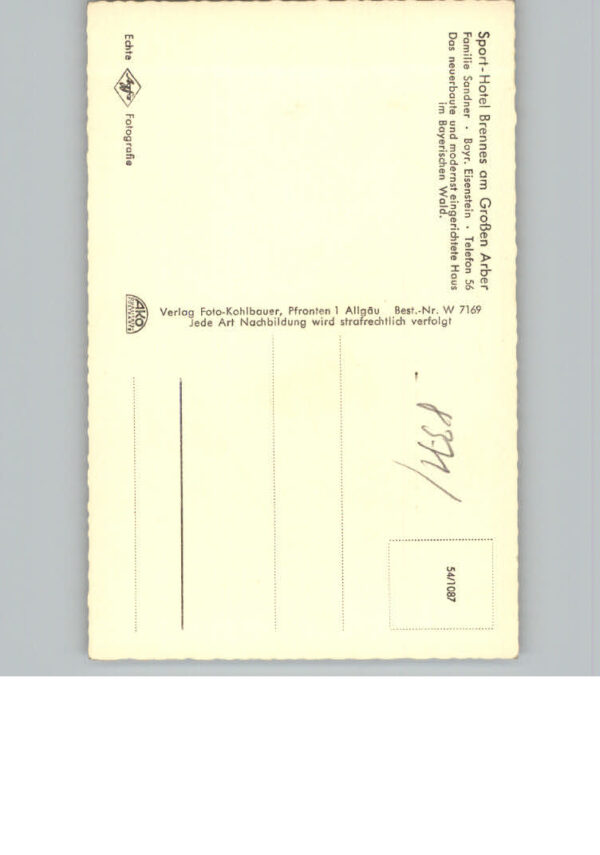 Sport-Hotel Brennes am Großen Arber
Familie Sandner · Bayr. Eisenstein · Telefon 56
Das neuerbaute und modernst eingerichtete Haus
im Bayerischen Wald.
Echte Agfa Fotografie
Verlag Foto-Kohlbauer, Pfronten 1 Allgäu Best.-Nr. W 7169
Jede Art Nachbildung wird strafrechtlich verfolgt
AKO
54/1087